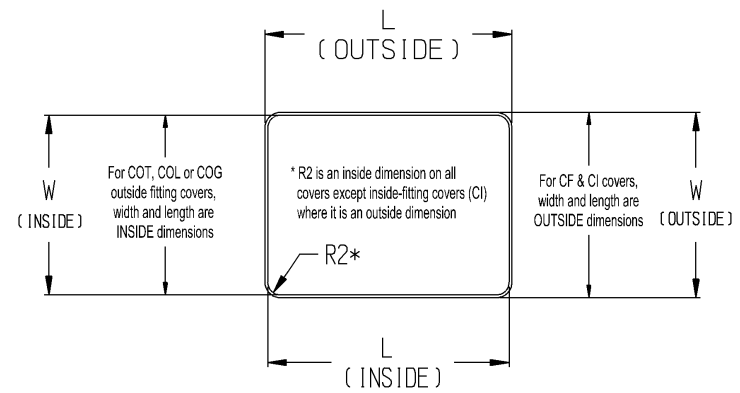 L
(OUTSIDE)
W
(INSIDE)
For COT, COL or COG
outside fitting covers,
width and length are
INSIDE dimensions
* R2 is an inside dimension on all
covers except inside-fitting covers (CI)
where it is an outside dimension
R2*
For CF & CI covers,
width and length are
OUTSIDE dimensions
W
(OUTSIDE)
L
(INSIDE)